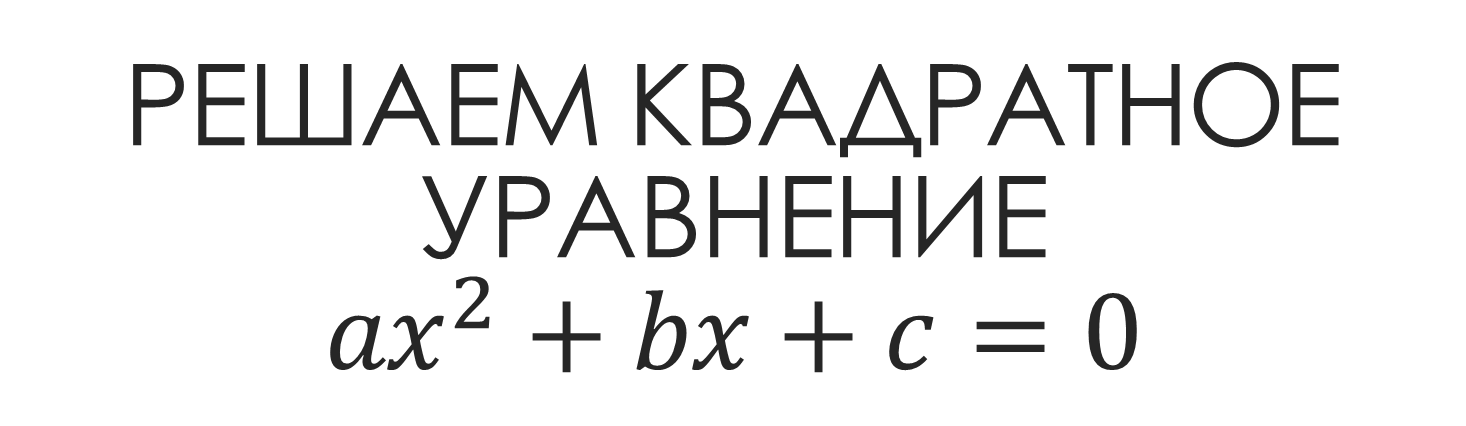 РЕШАЕМ КВАДРАТНОЕ
УРАВНЕНИЕ
ax² + bx + c = 0